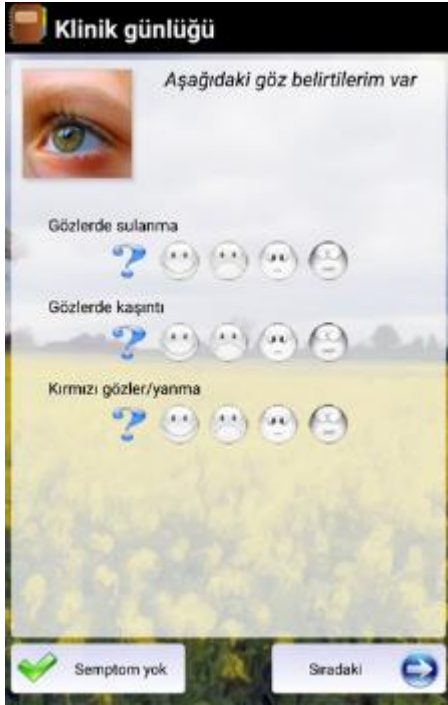 Klinik günlüğü
Aşağıdaki göz belirtilerim var
Gözlerde sulanma
Gözlerde kaşıntı
Kırmızı gözler/yanma
Semptom yok
Sıradaki